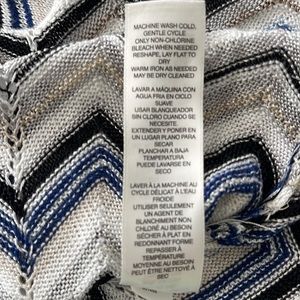 MACHINE WASH COLD,
GENTLE CYCLE
ONLY NON-CHLORINE
BLEACH WHEN NEEDED
RESHAPE, LAY FLAT TO
DRY
WARM IRON AS NEEDED
MAY BE DRY CLEANED
LAVAR A MÁQUINA CON
AGUA FRIA EN CICLO
SUAVE
USAR BLANQUEADOR
SIN CLORO CUANDO SE
NECESITE.
EXTENDER Y PONER EN
UN LUGAR PLANO PARA
SECAR
PLANCHAR A BAJA
TEMPERATURA
PUEDE LAVARSE EN
SECO
LAVER À LA MACHINE AU
CYCLE DÉLICAT À L'EAU
FROIDE
UTILISER SEULEMENT
UN AGENT DE
BLANCHIMENT NON
CHLORÉ AU BESOIN
SÉCHER À PLAT EN
REDONNANT FORME
REPASSER À
TEMPÉRATURE
MOYENNE AU BESOIN
PEUT ÊTRE NETTOYÉ À
SEC